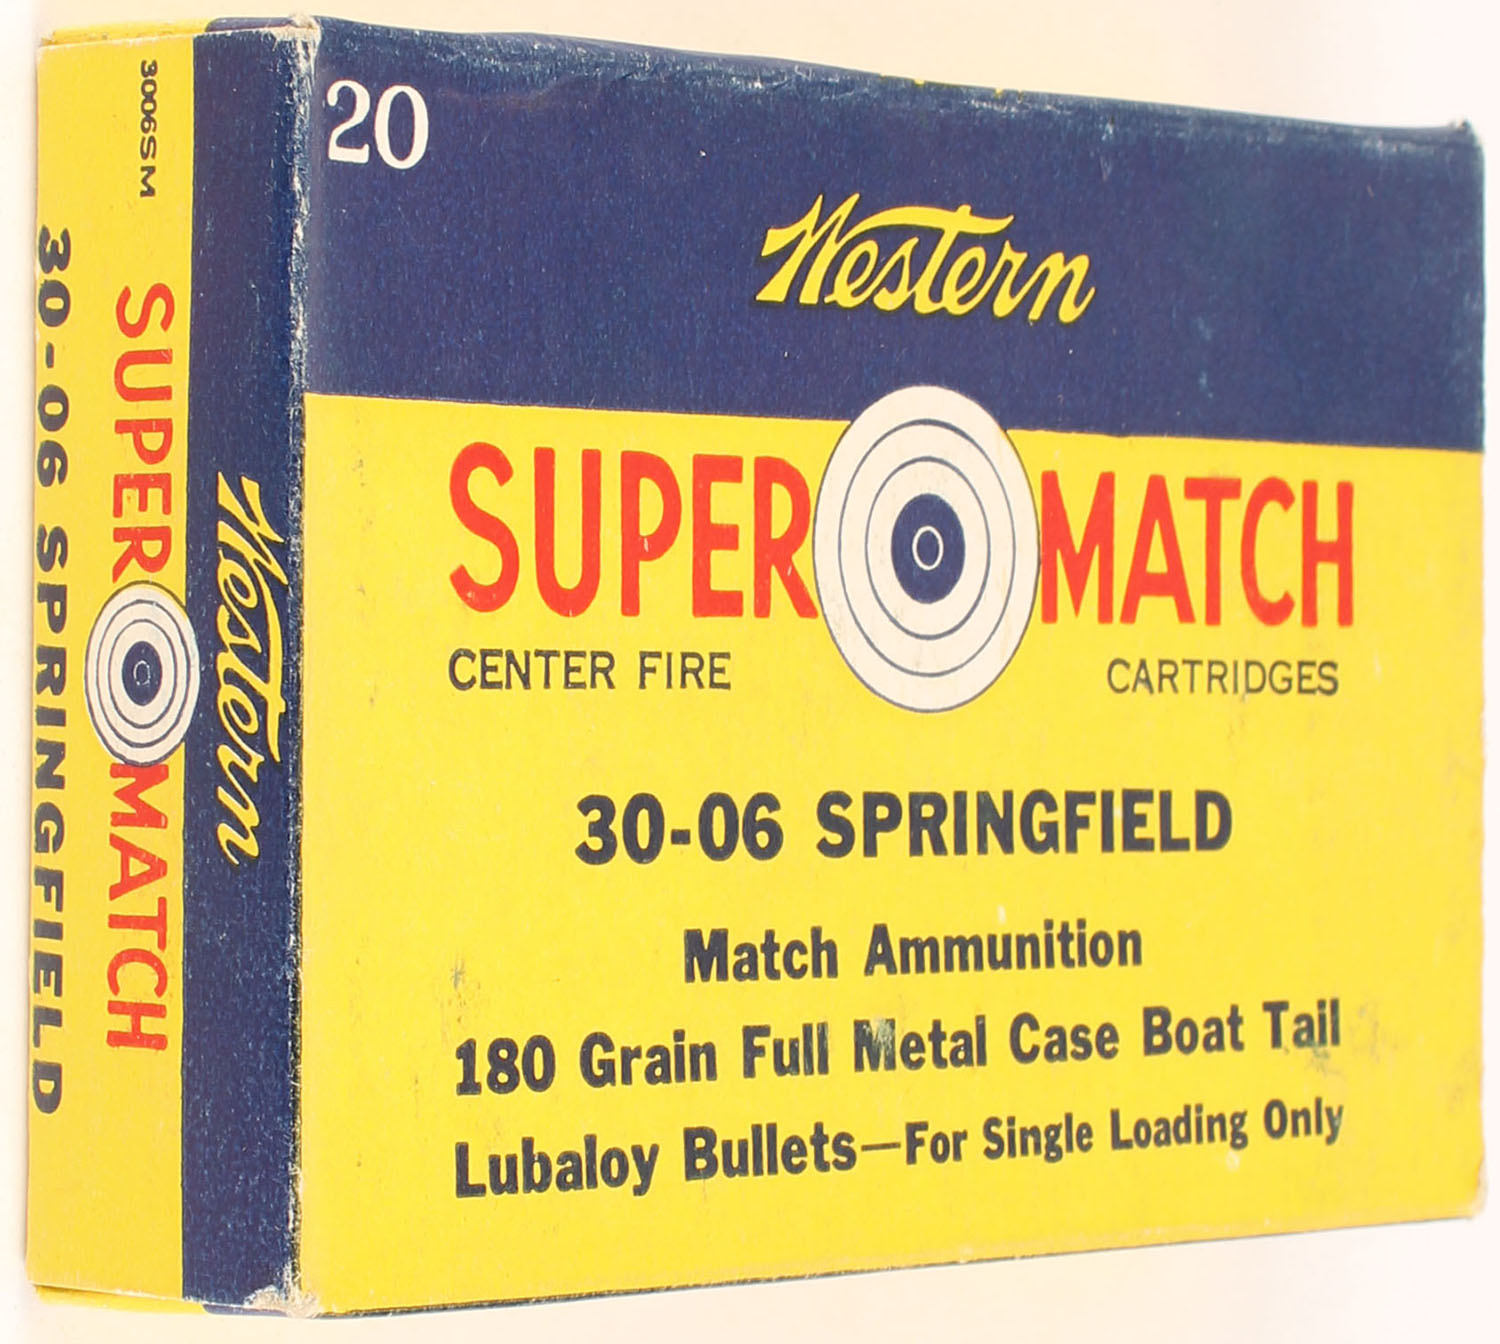 20
Western
SUPER MATCH
CENTER FIRE CARTRIDGES
30-06 SPRINGFIELD
Match Ammunition
180 Grain Full Metal Case Boat Tail
Lubaloy Bullets—For Single Loading Only
3006SM
Western
SUPER MATCH
30-06 SPRINGFIELD